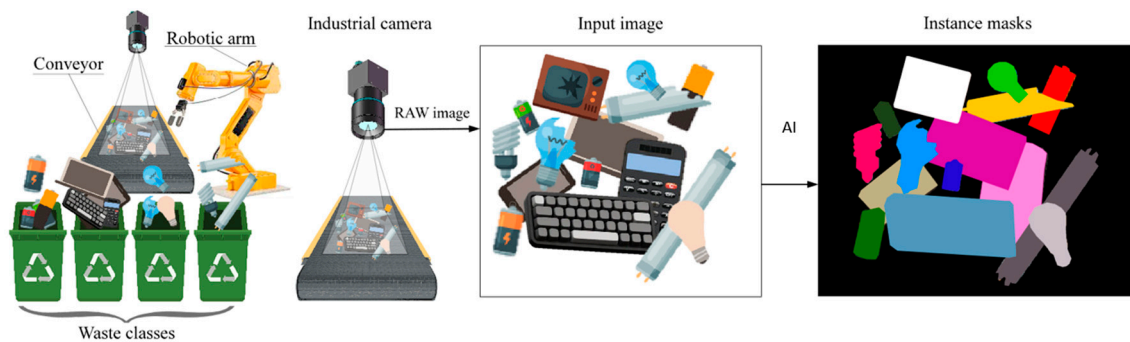 Industrial camera
Input image
Instance masks
Robotic arm
Conveyor
RAW image
AI
Waste classes